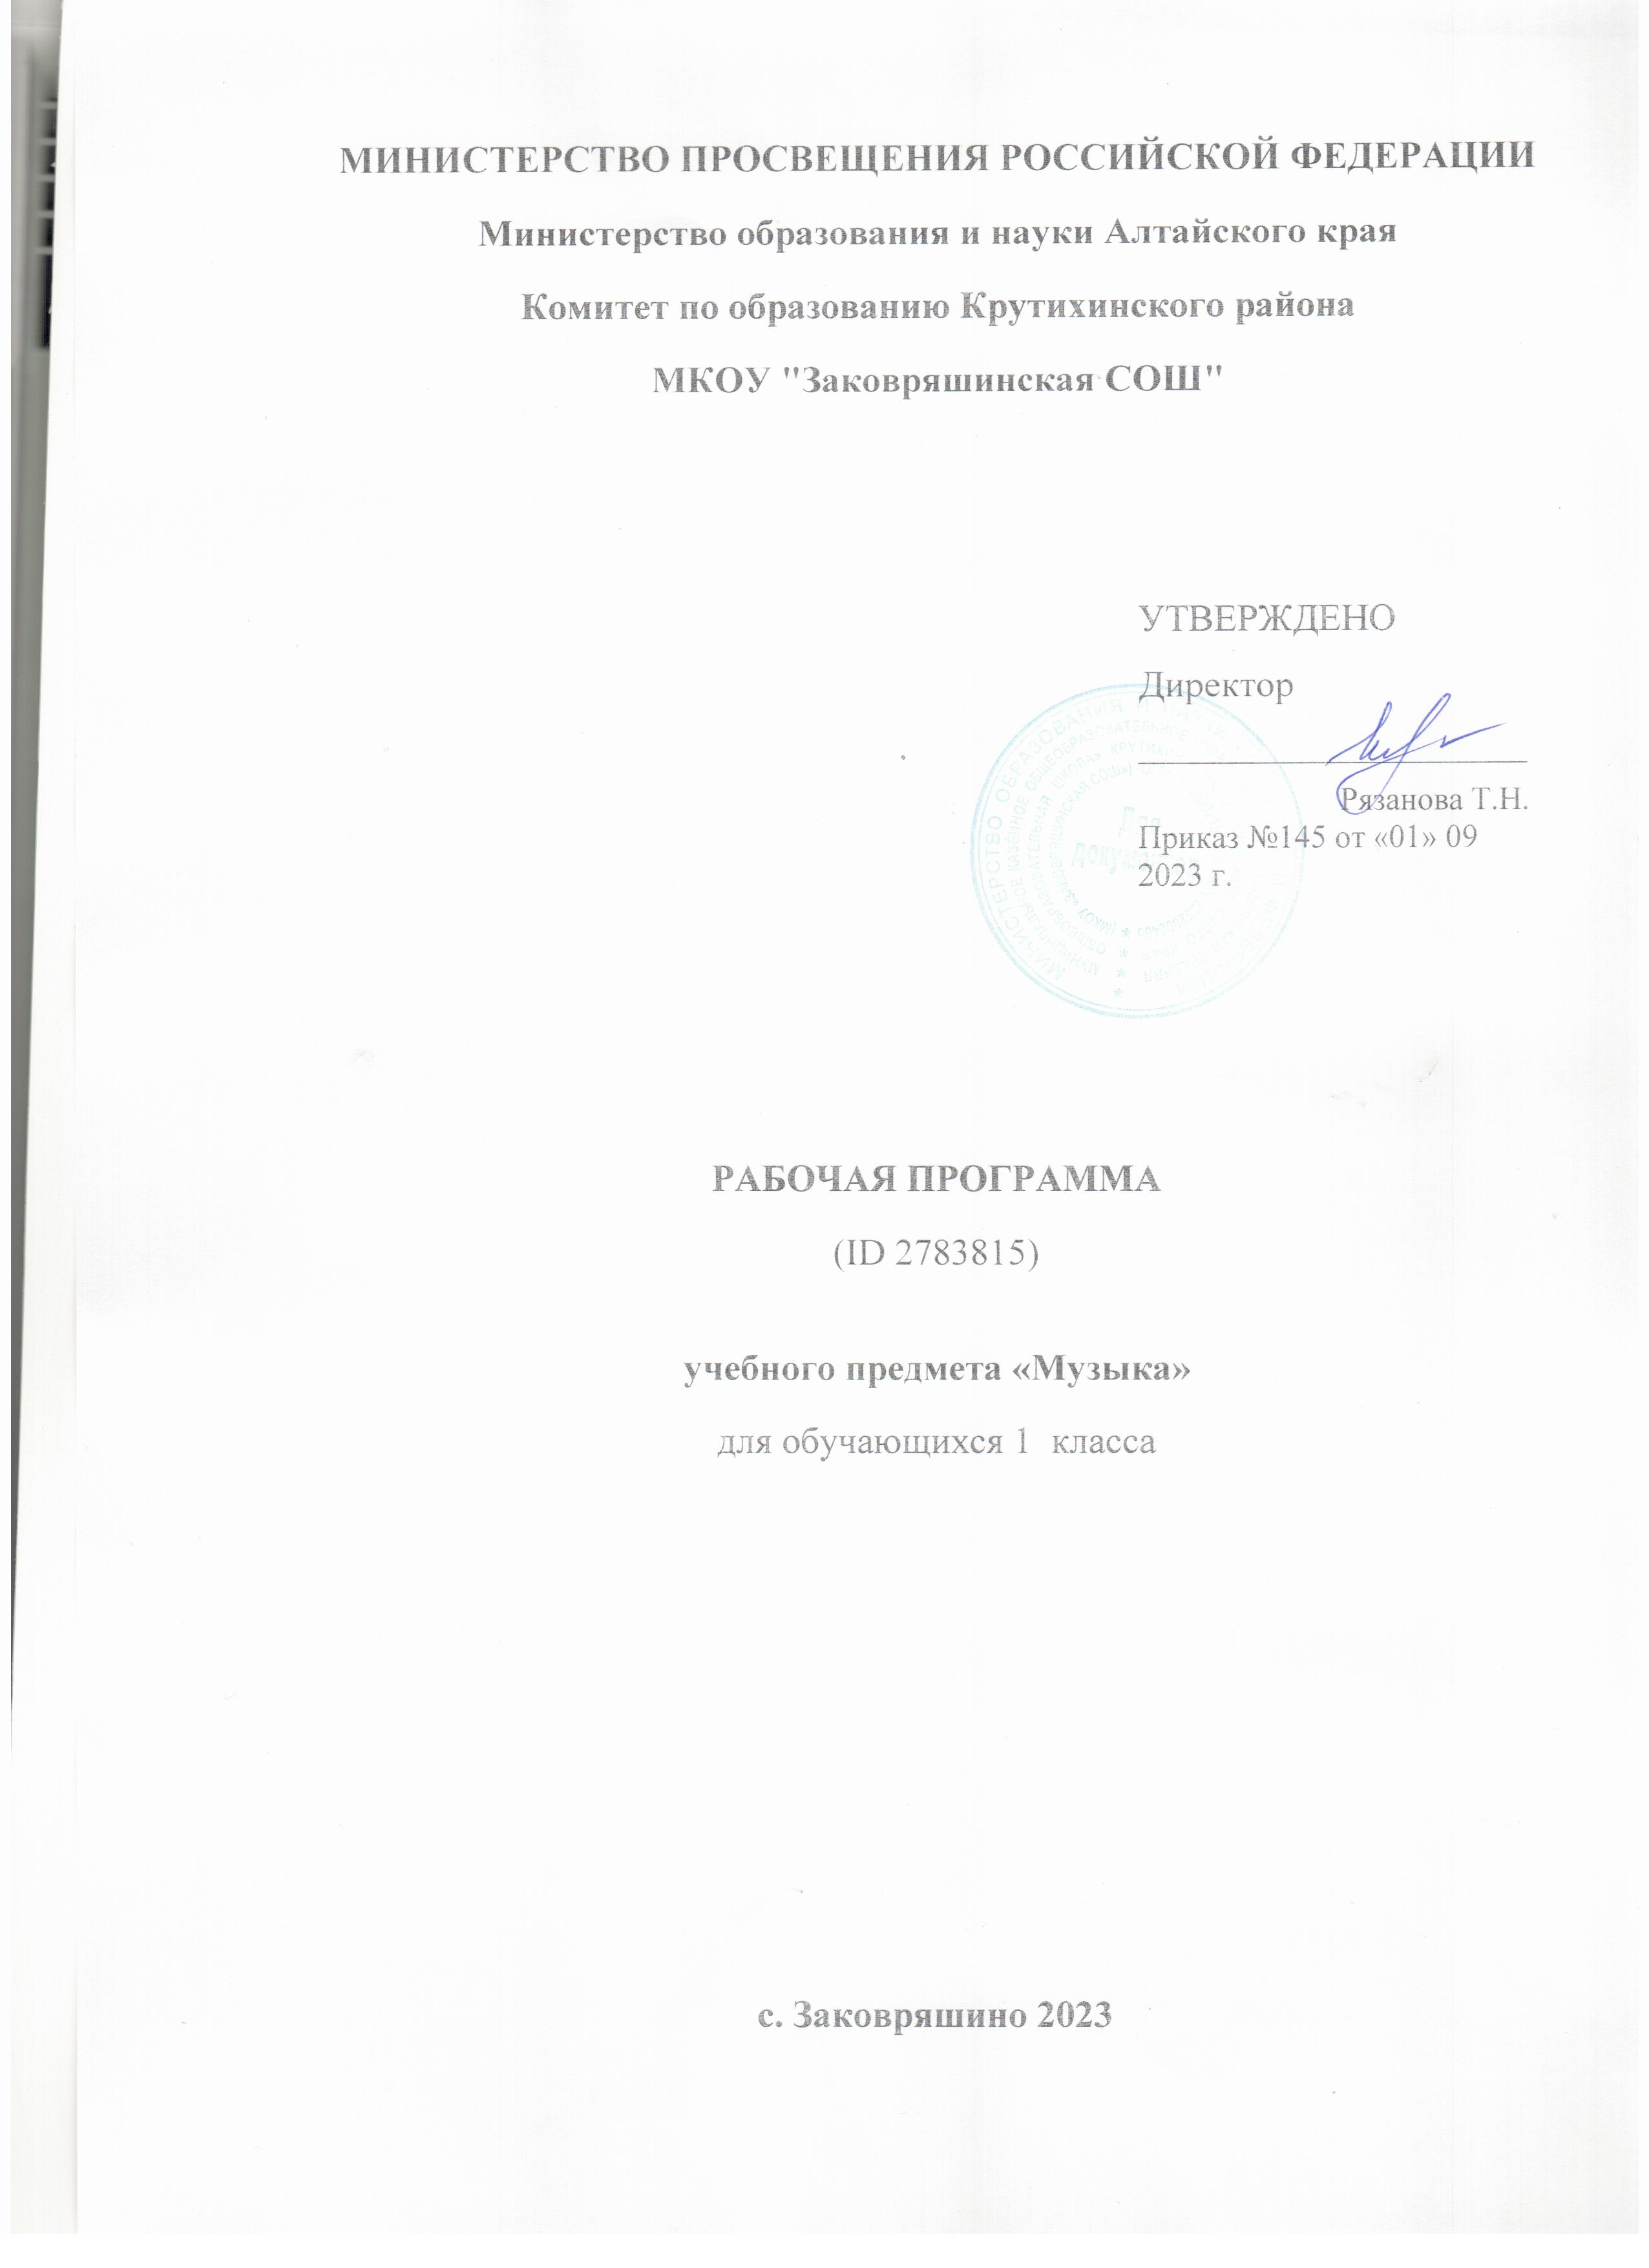 МИНИСТЕРСТВО ПРОСВЕЩЕНИЯ РОССИЙСКОЙ ФЕДЕРАЦИИ
Министерство образования и науки Алтайского края
Комитет по образованию Крутихинского района
МКОУ "Заковряшинская СОШ"
УТВЕРЖДЕНО
Директор
Рязанова Т.Н.
Приказ №145 от «01» 09
2023 г.
РАБОЧАЯ ПРОГРАММА
(ID 2783815)
учебного предмета «Музыка»
для обучающихся 1 класса
с. Заковряшино 2023